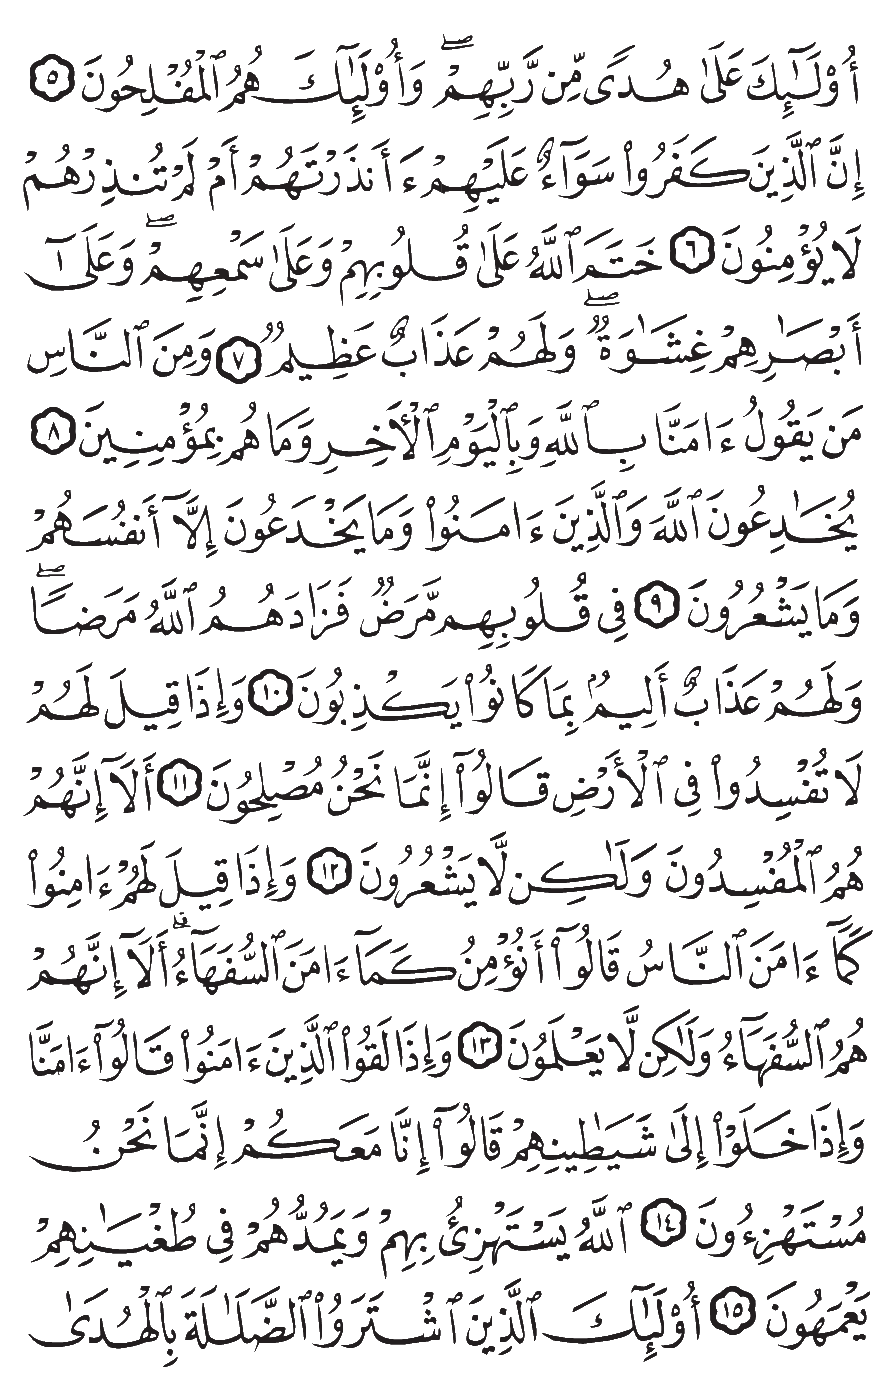 أُوْلَـٰٓئِكَ عَلَىٰ هُدًى مِّن رَّبِّهِمْۖ وَأُوْلَـٰٓئِكَ هُمُ ٱلْمُفْلِحُونَ ٥
إِنَّ ٱلَّذِينَ كَفَرُواْ سَوَآءٌ عَلَيْهِمْ ءَأَنذَرْتَهُمْ أَمْ لَمْ تُنذِرْهُمْ
لَا يُؤْمِنُونَ ٦ خَتَمَ ٱللَّهُ عَلَىٰ قُلُوبِهِمْ وَعَلَىٰ سَمْعِهِمْۖ وَعَلَىٰٓ
أَبْصَـٰرِهِمْ غِشَـٰوَةٌۖ وَلَهُمْ عَذَابٌ عَظِيمٌ ٧ وَمِنَ ٱلنَّاسِ
مَن يَقُولُ ءَامَنَّا بِٱللَّهِ وَبِٱلْيَوْمِ ٱلْأَخِرِ وَمَا هُم بِمُؤْمِنِينَ ٨
يُخَـٰدِعُونَ ٱللَّهَ وَٱلَّذِينَ ءَامَنُواْ وَمَا يَخْدَعُونَ إِلَّآ أَنفُسَهُمْ
وَمَا يَشْعُرُونَ ٩ فِى قُلُوبِهِم مَّرَضٌ فَزَادَهُمُ ٱللَّهُ مَرَضًاۖ
وَلَهُمْ عَذَابٌ أَلِيمُۢ بِمَا كَانُواْ يَكْذِبُونَ ١٠ وَإِذَا قِيلَ لَهُمْ
لَا تُفْسِدُواْ فِى ٱلْأَرْضِ قَالُوٓاْ إِنَّمَا نَحْنُ مُصْلِحُونَ ١١ أَلَآ إِنَّهُمْ
هُمُ ٱلْمُفْسِدُونَ وَلَـٰكِن لَّا يَشْعُرُونَ ١٢ وَإِذَا قِيلَ لَهُمْ ءَامِنُواْ
كَمَآ ءَامَنَ ٱلنَّاسُ قَالُوٓاْ أَنُؤْمِنُ كَمَآ ءَامَنَ ٱلسُّفَهَآءُۗ أَلَآ إِنَّهُمْ
هُمُ ٱلسُّفَهَآءُ وَلَـٰكِن لَّا يَعْلَمُونَ ١٣ وَإِذَا لَقُواْ ٱلَّذِينَ ءَامَنُواْ قَالُوٓاْ ءَامَنَّا
وَإِذَا خَلَوْاْ إِلَىٰ شَيَـٰطِينِهِمْ قَالُوٓاْ إِنَّا مَعَكُمْ إِنَّمَا نَحْنُ
مُسْتَهْزِءُونَ ١٤ ٱللَّهُ يَسْتَهْزِئُ بِهِمْ وَيَمُدُّهُمْ فِى طُغْيَـٰنِهِمْ
يَعْمَهُونَ ١٥ أُوْلَـٰٓئِكَ ٱلَّذِينَ ٱشْتَرَوُاْ ٱلضَّلَـٰلَةَ بِٱلْهُدَىٰ